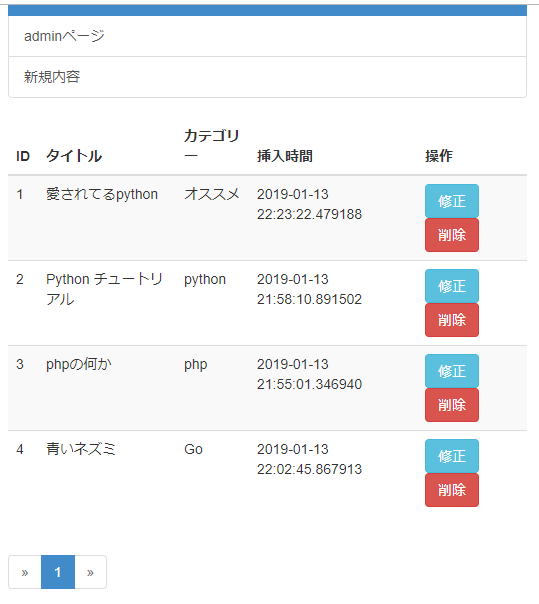 adminページ
新規内容
カテゴリ
ID タイトル ー 挿入時間 操作
1 愛されてるpython オススメ 2019-01-13 修正
22:23:22.479188
削除
2 Python チュートリ python 2019-01-13 修正
アル 21:58:10.891502
削除
3 phpの何か php 2019-01-13 修正
21:55:01.346940
削除
4 青いネズミ Go 2019-01-13 修正
22:02:45.867913
削除
» 1 »